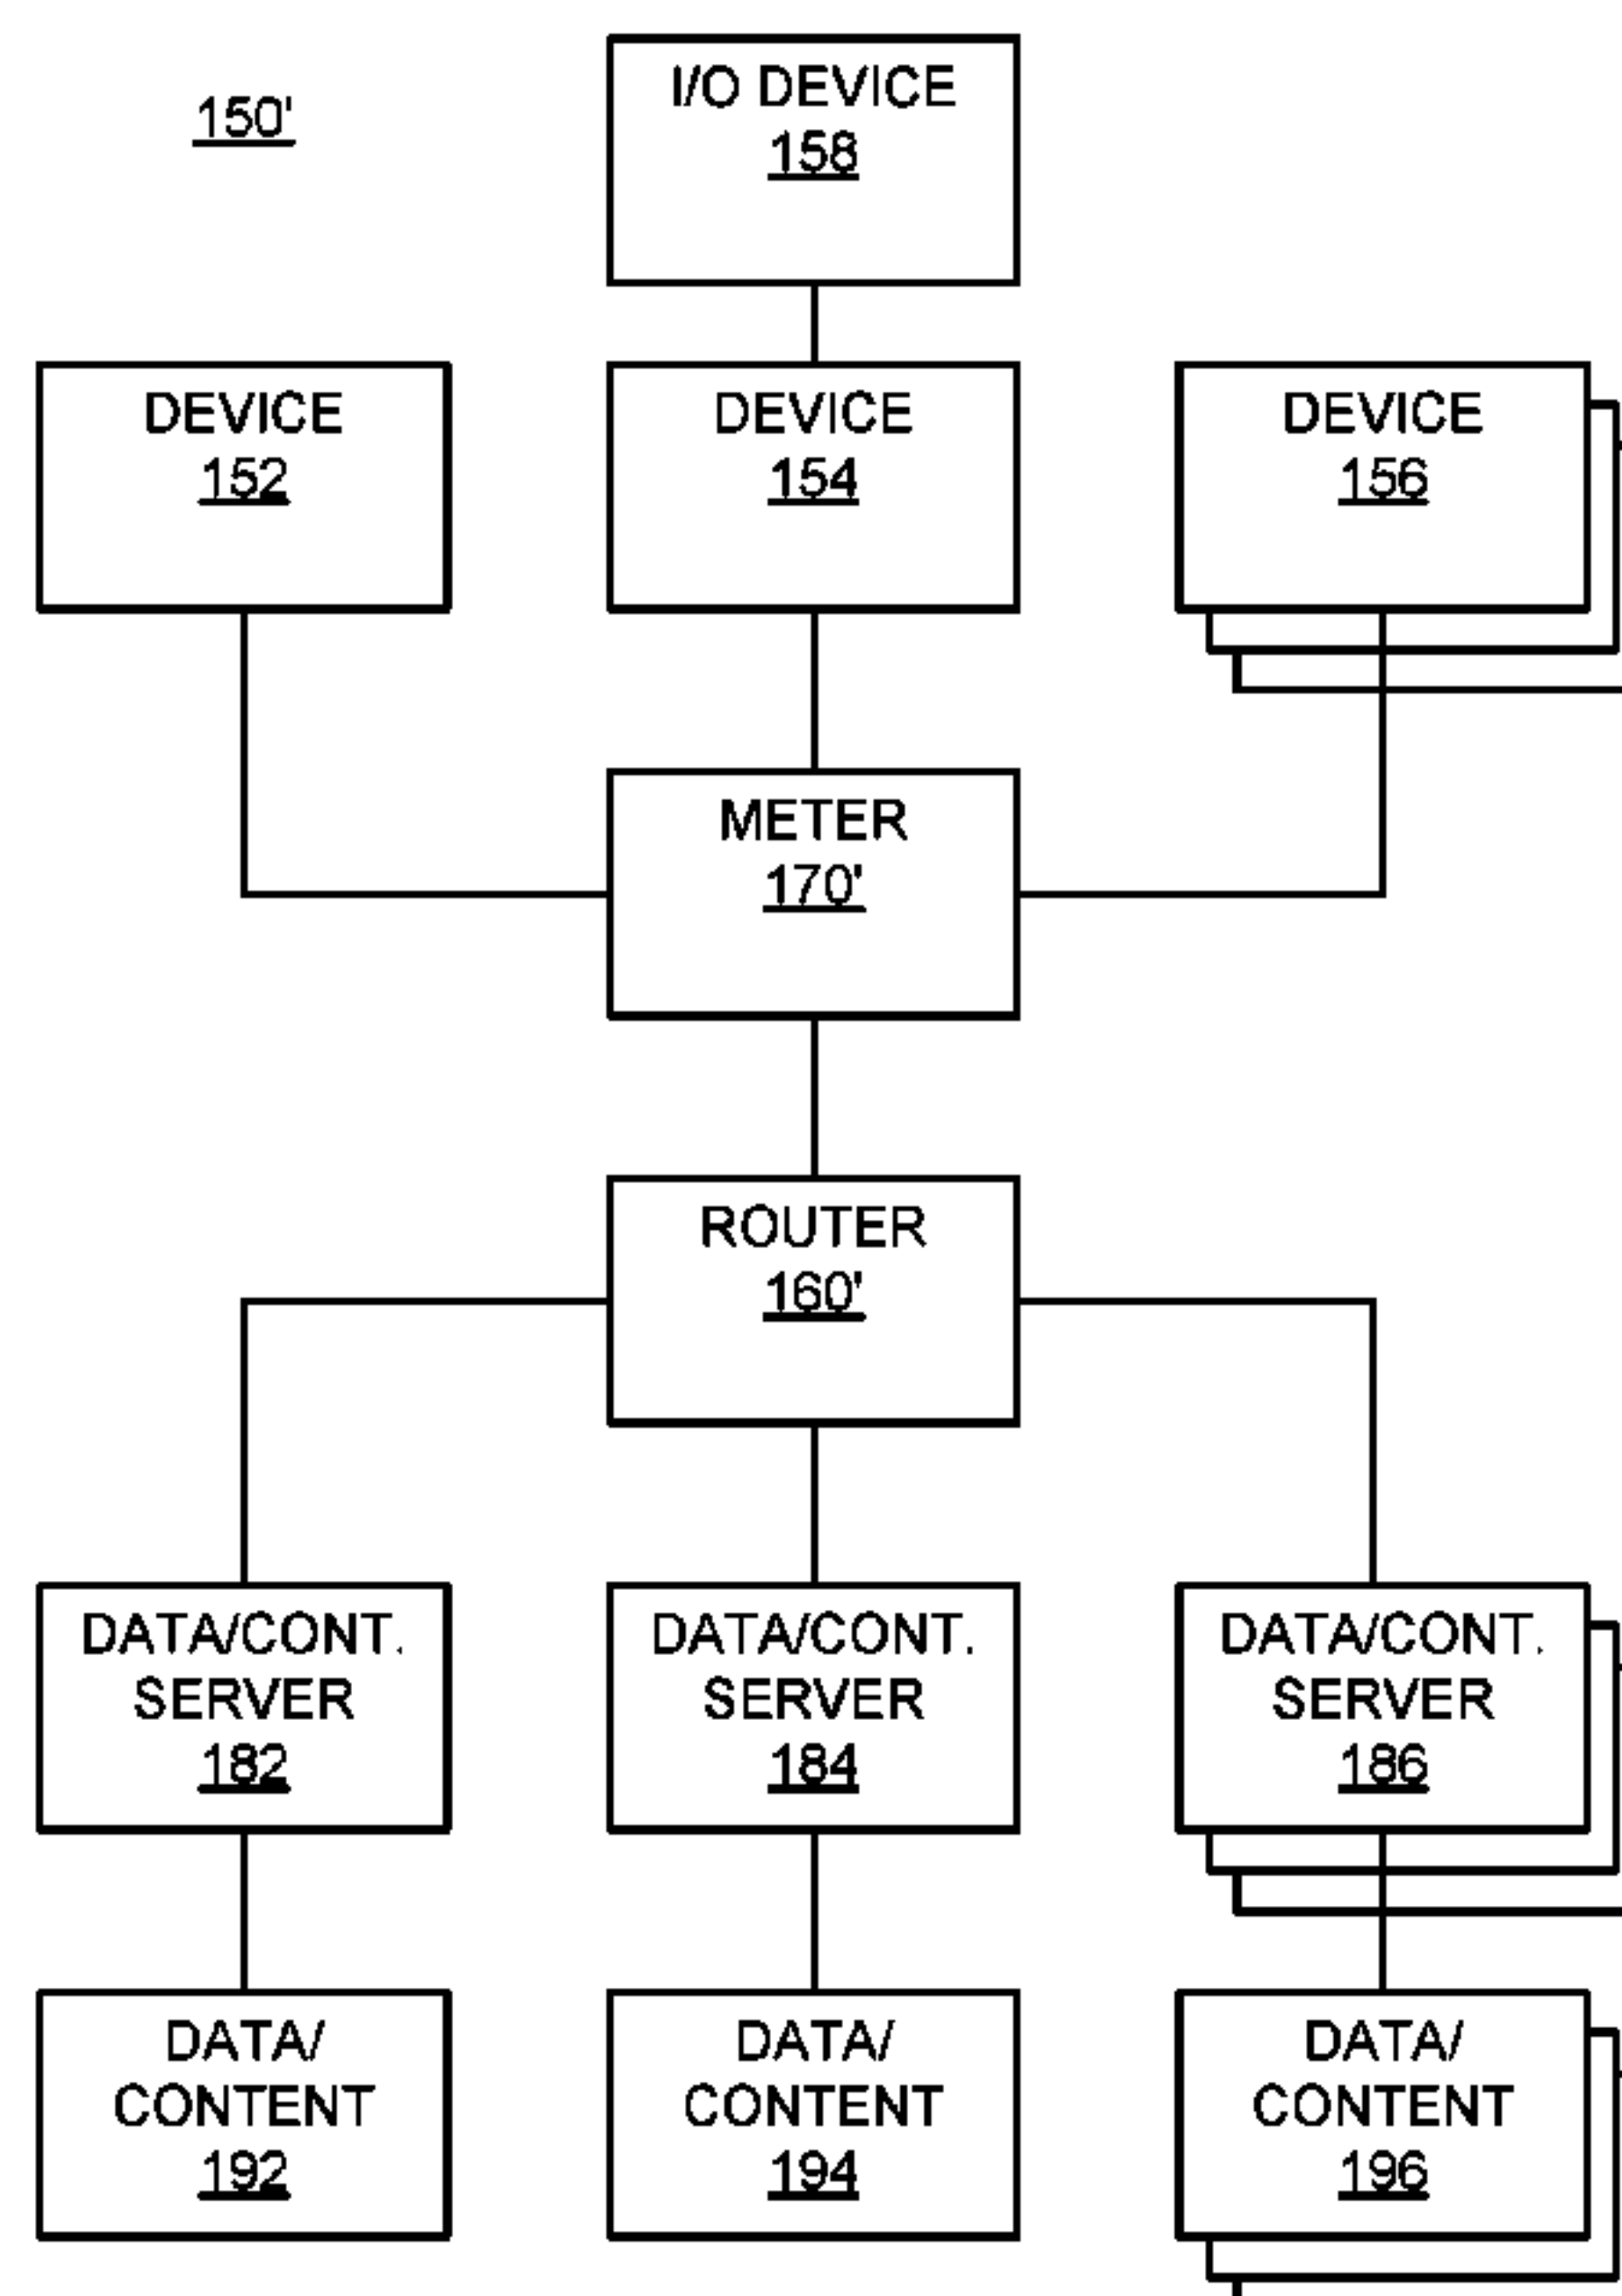 150'
I/O DEVICE
158
DEVICE
152
DEVICE
154
DEVICE
156
METER
170'
ROUTER
160'
DATA/CONT.
SERVER
182
DATA/CONT.
SERVER
184
DATA/CONT.
SERVER
186
DATA/
CONTENT
192
DATA/
CONTENT
194
DATA/
CONTENT
196